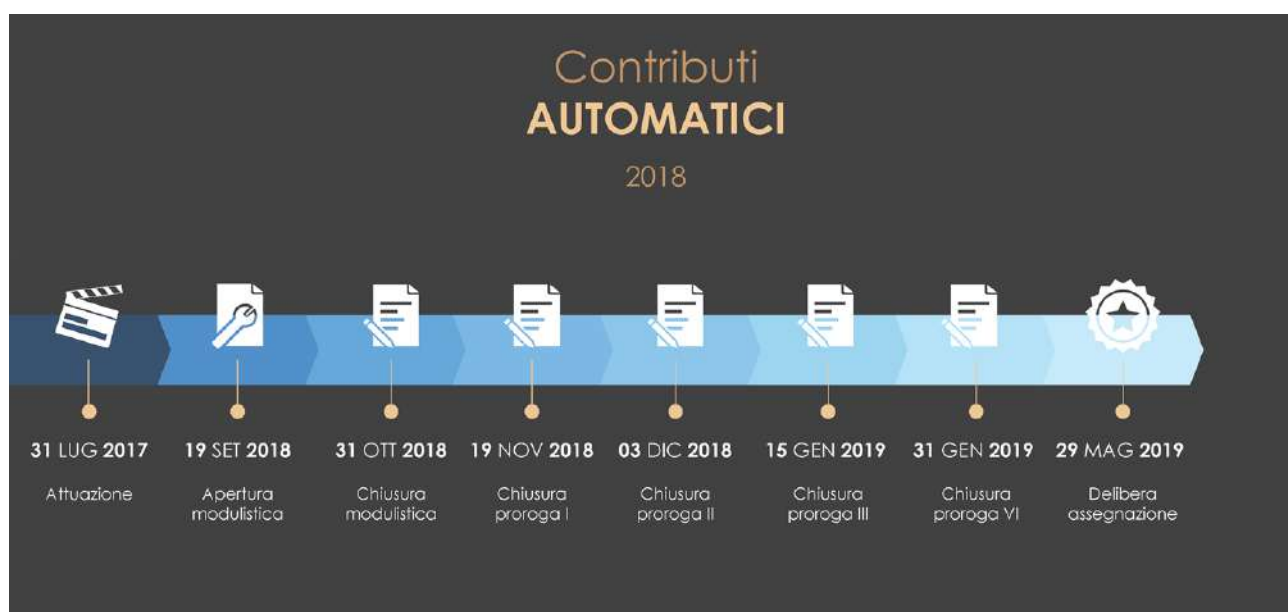 Contributi
AUTOMATICI
2018
31 LUG 2017
19 SET 2018
31 OTT 2018
19 NOV 2018
03 DIC 2018
15 GEN 2019
31 GEN 2019
29 MAG 2019
Attuazione
Apertura
modulistica
Chiusura
modulistica
Chiusura
proroga I
Chiusura
proroga II
Chiusura
proroga III
Chiusura
proroga VI
Delibera
assegnazione